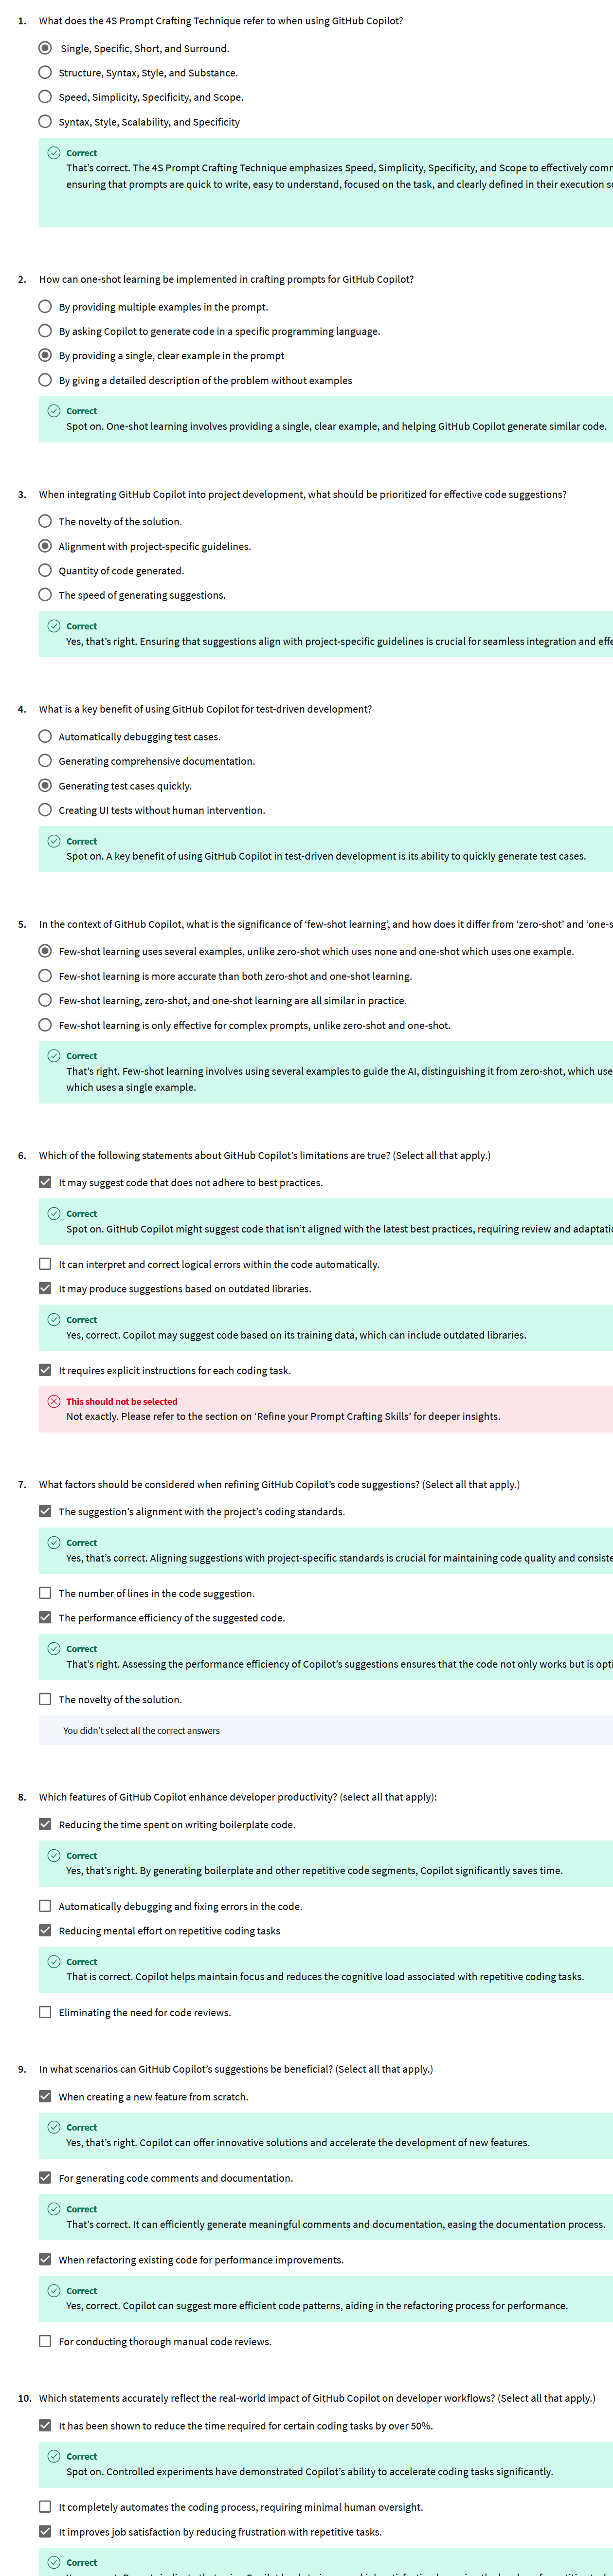 1. What does the 4S Prompt Crafting Technique refer to when using GitHub Copilot?
Single, Specific, Short, and Surround.
Structure, Syntax, Style, and Substance.
Speed, Simplicity, Specificity, and Scope.
Syntax, Style, Scalability, and Specificity
Correct
That's correct. The 4S Prompt Crafting Technique emphasizes Speed, Simplicity, Specificity, and Scope to effectively
ensuring that prompts are quick to write, easy to understand, focused on the task, and clearly defined in their execution
2. How can one-shot learning be implemented in crafting prompts for GitHub Copilot?
By providing multiple examples in the prompt.
By asking Copilot to generate code in a specific programming language.
By providing a single, clear example in the prompt
By giving a detailed description of the problem without examples
Correct
Spot on. One-shot learning involves providing a single, clear example, and helping GitHub Copilot generate similar code.
3. When integrating GitHub Copilot into project development, what should be prioritized for effective code suggestions?
The novelty of the solution.
Alignment with project-specific guidelines.
Quantity of code generated.
The speed of generating suggestions.
Correct
Yes, that's right. Ensuring that suggestions align with project-specific guidelines is crucial for seamless integration and
4. What is a key benefit of using GitHub Copilot for test-driven development?
Automatically debugging test cases.
Generating comprehensive documentation.
Generating test cases quickly.
Creating UI tests without human intervention.
Correct
Spot on. A key benefit of using GitHub Copilot in test-driven development is its ability to quickly generate test cases.
5. In the context of GitHub Copilot, what is the significance of 'few-shot learning', and how does it differ from 'zero-shot' and
Few-shot learning uses several examples, unlike zero-shot which uses none and one-shot which uses one example.
Few-shot learning is more accurate than both zero-shot and one-shot learning.
Few-shot learning, zero-shot, and one-shot learning are all similar in practice.
Few-shot learning is only effective for complex prompts, unlike zero-shot and one-shot.
Correct
That's right. Few-shot learning involves using several examples to guide the AI, distinguishing it from zero-shot, which
which uses a single example.
6. Which of the following statements about GitHub Copilot's limitations are true? (Select all that apply.)
It may suggest code that does not adhere to best practices.
Correct
Spot on. GitHub Copilot might suggest code that isn't aligned with the latest best practices, requiring review and
It can interpret and correct logical errors within the code automatically.
It may produce suggestions based on outdated libraries.
Correct
Yes, correct. Copilot may suggest code based on its training data, which can include outdated libraries.
It requires explicit instructions for each coding task.
This should not be selected
Not exactly. Please refer to the section on 'Refine your Prompt Crafting Skills' for deeper insights.
7. What factors should be considered when refining GitHub Copilot's code suggestions? (Select all that apply.)
The suggestion's alignment with the project's coding standards.
Correct
Yes, that's correct. Aligning suggestions with project-specific standards is crucial for maintaining code quality and
The number of lines in the code suggestion.
The performance efficiency of the suggested code.
Correct
That's right. Assessing the performance efficiency of Copilot's suggestions ensures that the code not only works but is
The novelty of the solution.
You didn't select all the correct answers
8. Which features of GitHub Copilot enhance developer productivity? (select all that apply):
Reducing the time spent on writing boilerplate code.
Correct
Yes, that's right. By generating boilerplate and other repetitive code segments, Copilot significantly saves time.
Automatically debugging and fixing errors in the code.
Reducing mental effort on repetitive coding tasks
Correct
That is correct. Copilot helps maintain focus and reduces the cognitive load associated with repetitive coding tasks.
Eliminating the need for code reviews.
9. In what scenarios can GitHub Copilot's suggestions be beneficial? (Select all that apply.)
When creating a new feature from scratch.
Correct
Yes, that's right. Copilot can offer innovative solutions and accelerate the development of new features.
For generating code comments and documentation.
Correct
That's correct. It can efficiently generate meaningful comments and documentation, easing the documentation process.
When refactoring existing code for performance improvements.
Correct
Yes, correct. Copilot can suggest more efficient code patterns, aiding in the refactoring process for performance.
For conducting thorough manual code reviews.
10. Which statements accurately reflect the real-world impact of GitHub Copilot on developer workflows? (Select all that apply.)
It has been shown to reduce the time required for certain coding tasks by over 50%.
Correct
Spot on. Controlled experiments have demonstrated Copilot's ability to accelerate coding tasks significantly.
It completely automates the coding process, requiring minimal human oversight.
It improves job satisfaction by reducing frustration with repetitive tasks.
Correct